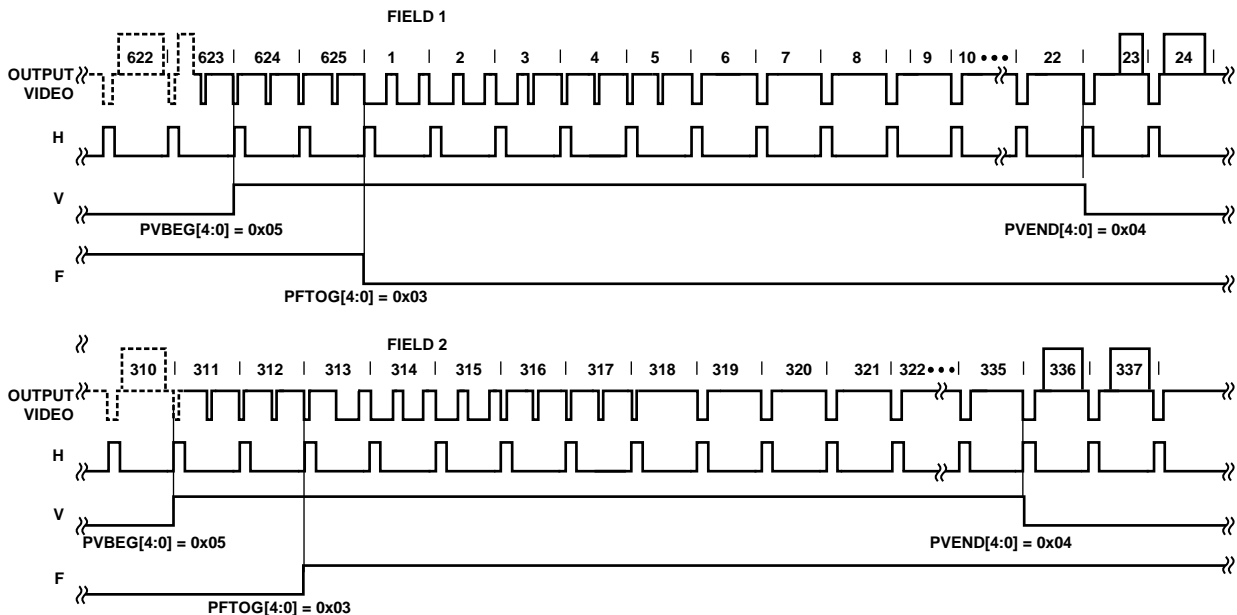 FIELD 1
622 623 624 625 1 2 3 4 5 6 7 8 9 10 ••• 22 23 24
OUTPUT
VIDEO
H
V
PVBEG[4:0] = 0x05 PVEND[4:0] = 0x04
F
PFTOG[4:0] = 0x03
FIELD 2
310 311 312 313 314 315 316 317 318 319 320 321 322 ••• 335 336 337
OUTPUT
VIDEO
H
V
PVBEG[4:0] = 0x05 PVEND[4:0] = 0x04
F
PFTOG[4:0] = 0x03